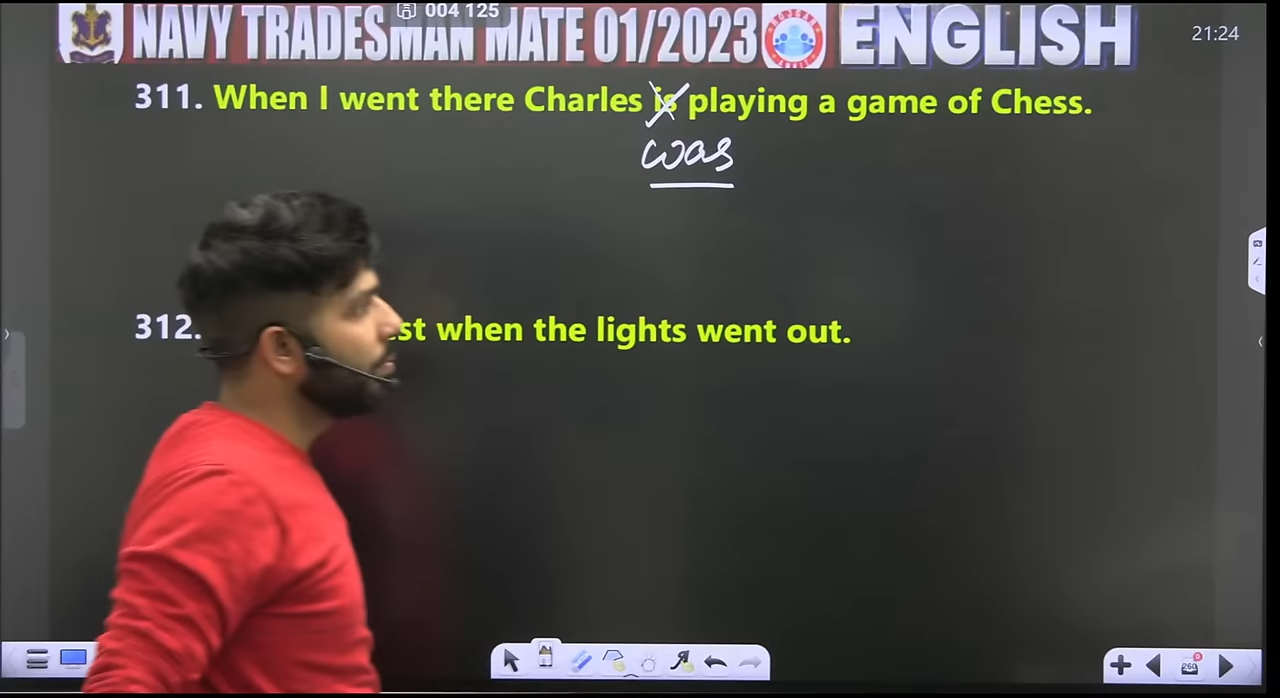 004 125
NAVY TRADESMAN MATE 01/2023 ENGLISH
21:24
311. When I went there Charles is playing a game of Chess.
was
312. st when the lights went out.
260